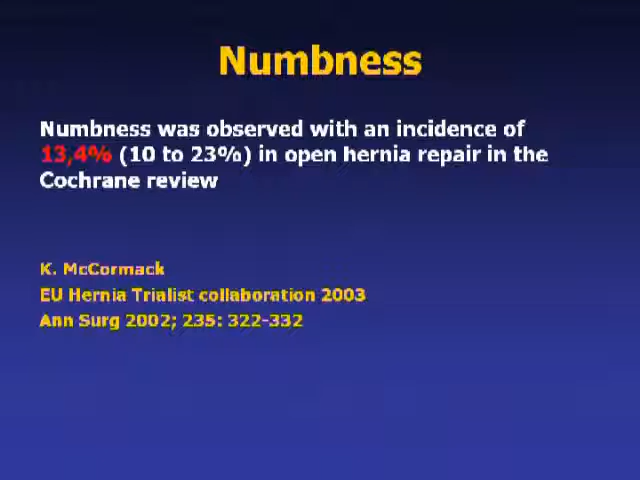 Numbness
Numbness was observed with an incidence of
13,4% (10 to 23%) in open hernia repair in the
Cochrane review
K. McCormack
EU Hernia Trialist collaboration 2003
Ann Surg 2002; 235: 322-332